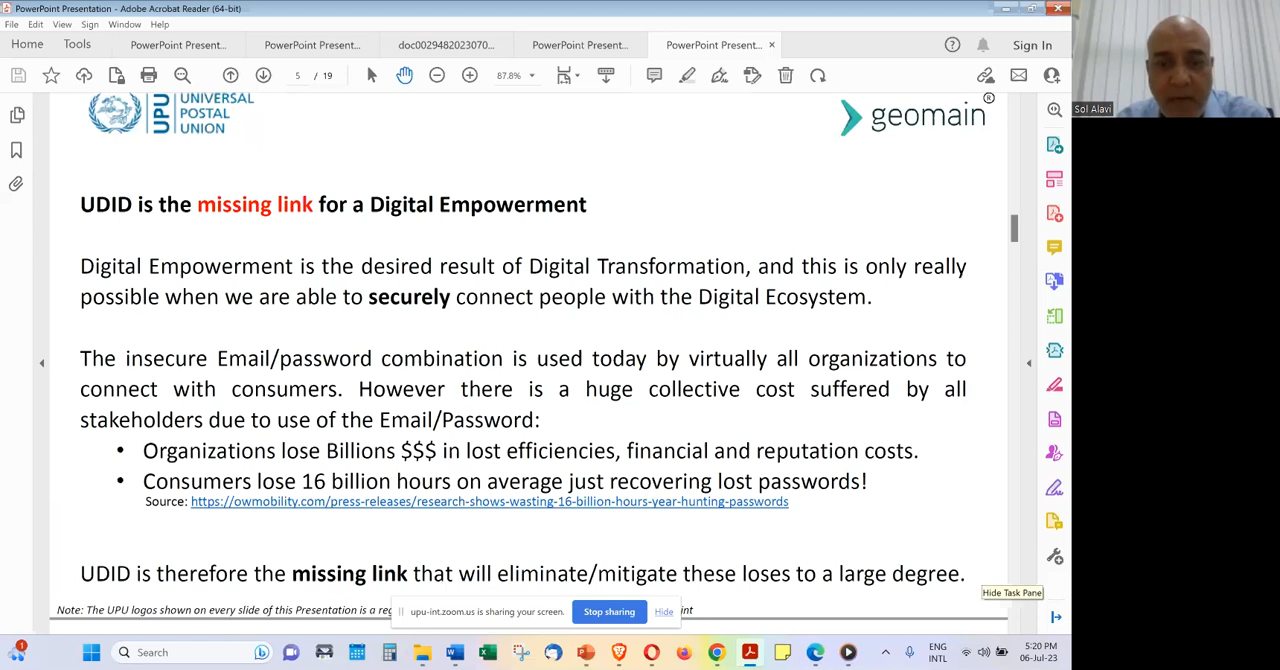 PowerPoint Presentation - Adobe Acrobat Reader (64-bit)
File Edit View Sign Window Help
Home Tools PowerPoint Present... PowerPoint Present... doc0029482023070... PowerPoint Present... PowerPoint Present... × Sign In
5 / 19 87.8%
UPU UNIVERSAL
POSTAL
UNION
geomain®
Sol Alavi
UDID is the missing link for a Digital Empowerment
Digital Empowerment is the desired result of Digital Transformation, and this is only really
possible when we are able to securely connect people with the Digital Ecosystem.
The insecure Email/password combination is used today by virtually all organizations to
connect with consumers. However there is a huge collective cost suffered by all
stakeholders due to use of the Email/Password:
• Organizations lose Billions $$$ in lost efficiencies, financial and reputation costs.
• Consumers lose 16 billion hours on average just recovering lost passwords!
Source: https://owmobility.com/press-releases/research-shows-wasting-16-billion-hours-year-hunting-passwords
UDID is therefore the missing link that will eliminate/mitigate these loses to a large degree.
Hide Task Pane
Note: The UPU logos shown on every slide of this Presentation is a reg
upu-int.zoom.us is sharing your screen. Stop sharing Hide
Search
ENG
INTL
5:20 PM
06-Jul-23